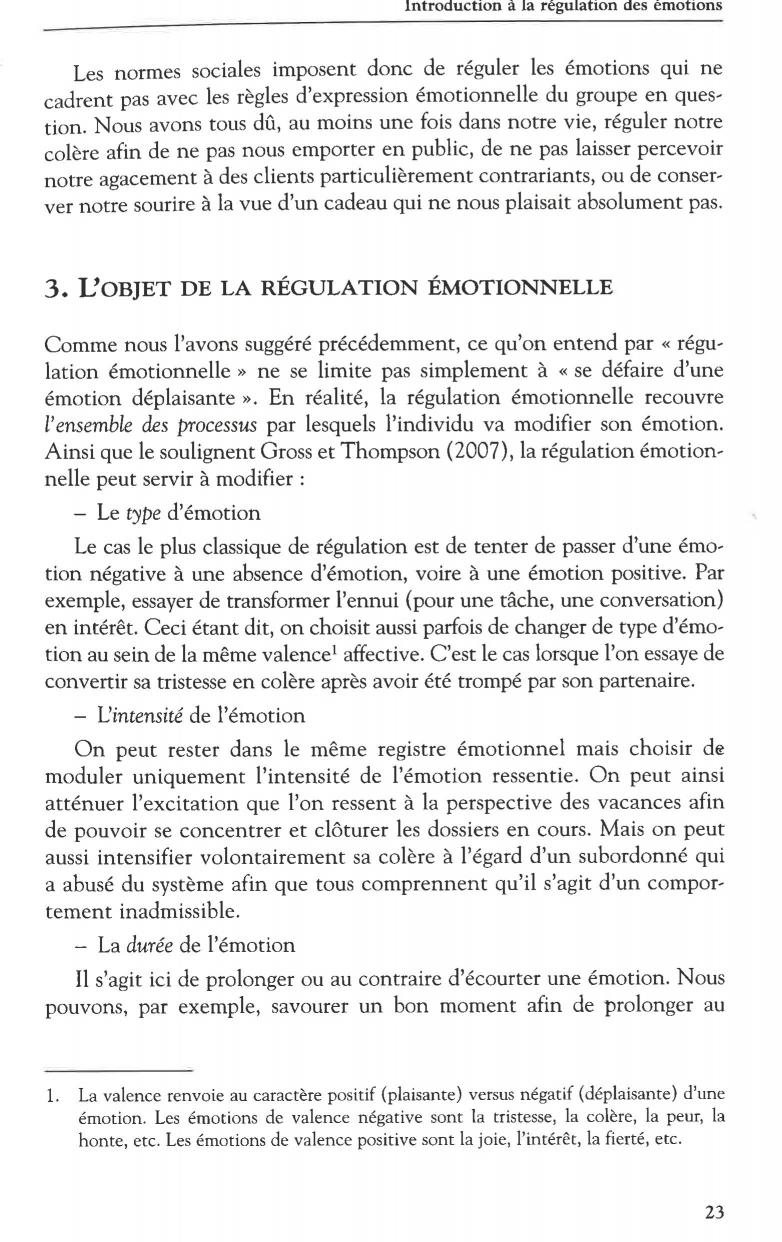 Introduction à la régulation des émotions
Les normes sociales imposent donc de réguler les émotions qui ne
cadrent pas avec les règles d'expression émotionnelle du groupe en ques-
tion. Nous avons tous dû, au moins une fois dans notre vie, réguler notre
colère afin de ne pas nous emporter en public, de ne pas laisser percevoir
notre agacement à des clients particulièrement contrariants, ou de conser-
ver notre sourire à la vue d'un cadeau qui ne nous plaisait absolument pas.
3. L'OBJET DE LA RÉGULATION ÉMOTIONNELLE
Comme nous l'avons suggéré précédemment, ce qu'on entend par « régu-
lation émotionnelle » ne se limite pas simplement à « se défaire d'une
émotion déplaisante ». En réalité, la régulation émotionnelle recouvre
l'ensemble des processus par lesquels l'individu va modifier son émotion.
Ainsi que le soulignent Gross et Thompson (2007), la régulation émotion-
nelle peut servir à modifier :
– Le type d'émotion
Le cas le plus classique de régulation est de tenter de passer d'une émo-
tion négative à une absence d'émotion, voire à une émotion positive. Par
exemple, essayer de transformer l'ennui (pour une tâche, une conversation)
en intérêt. Ceci étant dit, on choisit aussi parfois de changer de type d'émo-
tion au sein de la même valence¹ affective. C'est le cas lorsque l'on essaye de
convertir sa tristesse en colère après avoir été trompé par son partenaire.
– L'intensité de l'émotion
On peut rester dans le même registre émotionnel mais choisir de
moduler uniquement l'intensité de l'émotion ressentie. On peut ainsi
atténuer l'excitation que l'on ressent à la perspective des vacances afin
de pouvoir se concentrer et clôturer les dossiers en cours. Mais on peut
aussi intensifier volontairement sa colère à l'égard d'un subordonné qui
a abusé du système afin que tous comprennent qu'il s'agit d'un compor-
tement inadmissible.
– La durée de l'émotion
Il s'agit ici de prolonger ou au contraire d'écourter une émotion. Nous
pouvons, par exemple, savourer un bon moment afin de prolonger au
1. La valence renvoie au caractère positif (plaisante) versus négatif (déplaisante) d'une
émotion. Les émotions de valence négative sont la tristesse, la colère, la peur, la
honte, etc. Les émotions de valence positive sont la joie, l'intérêt, la fierté, etc.
23